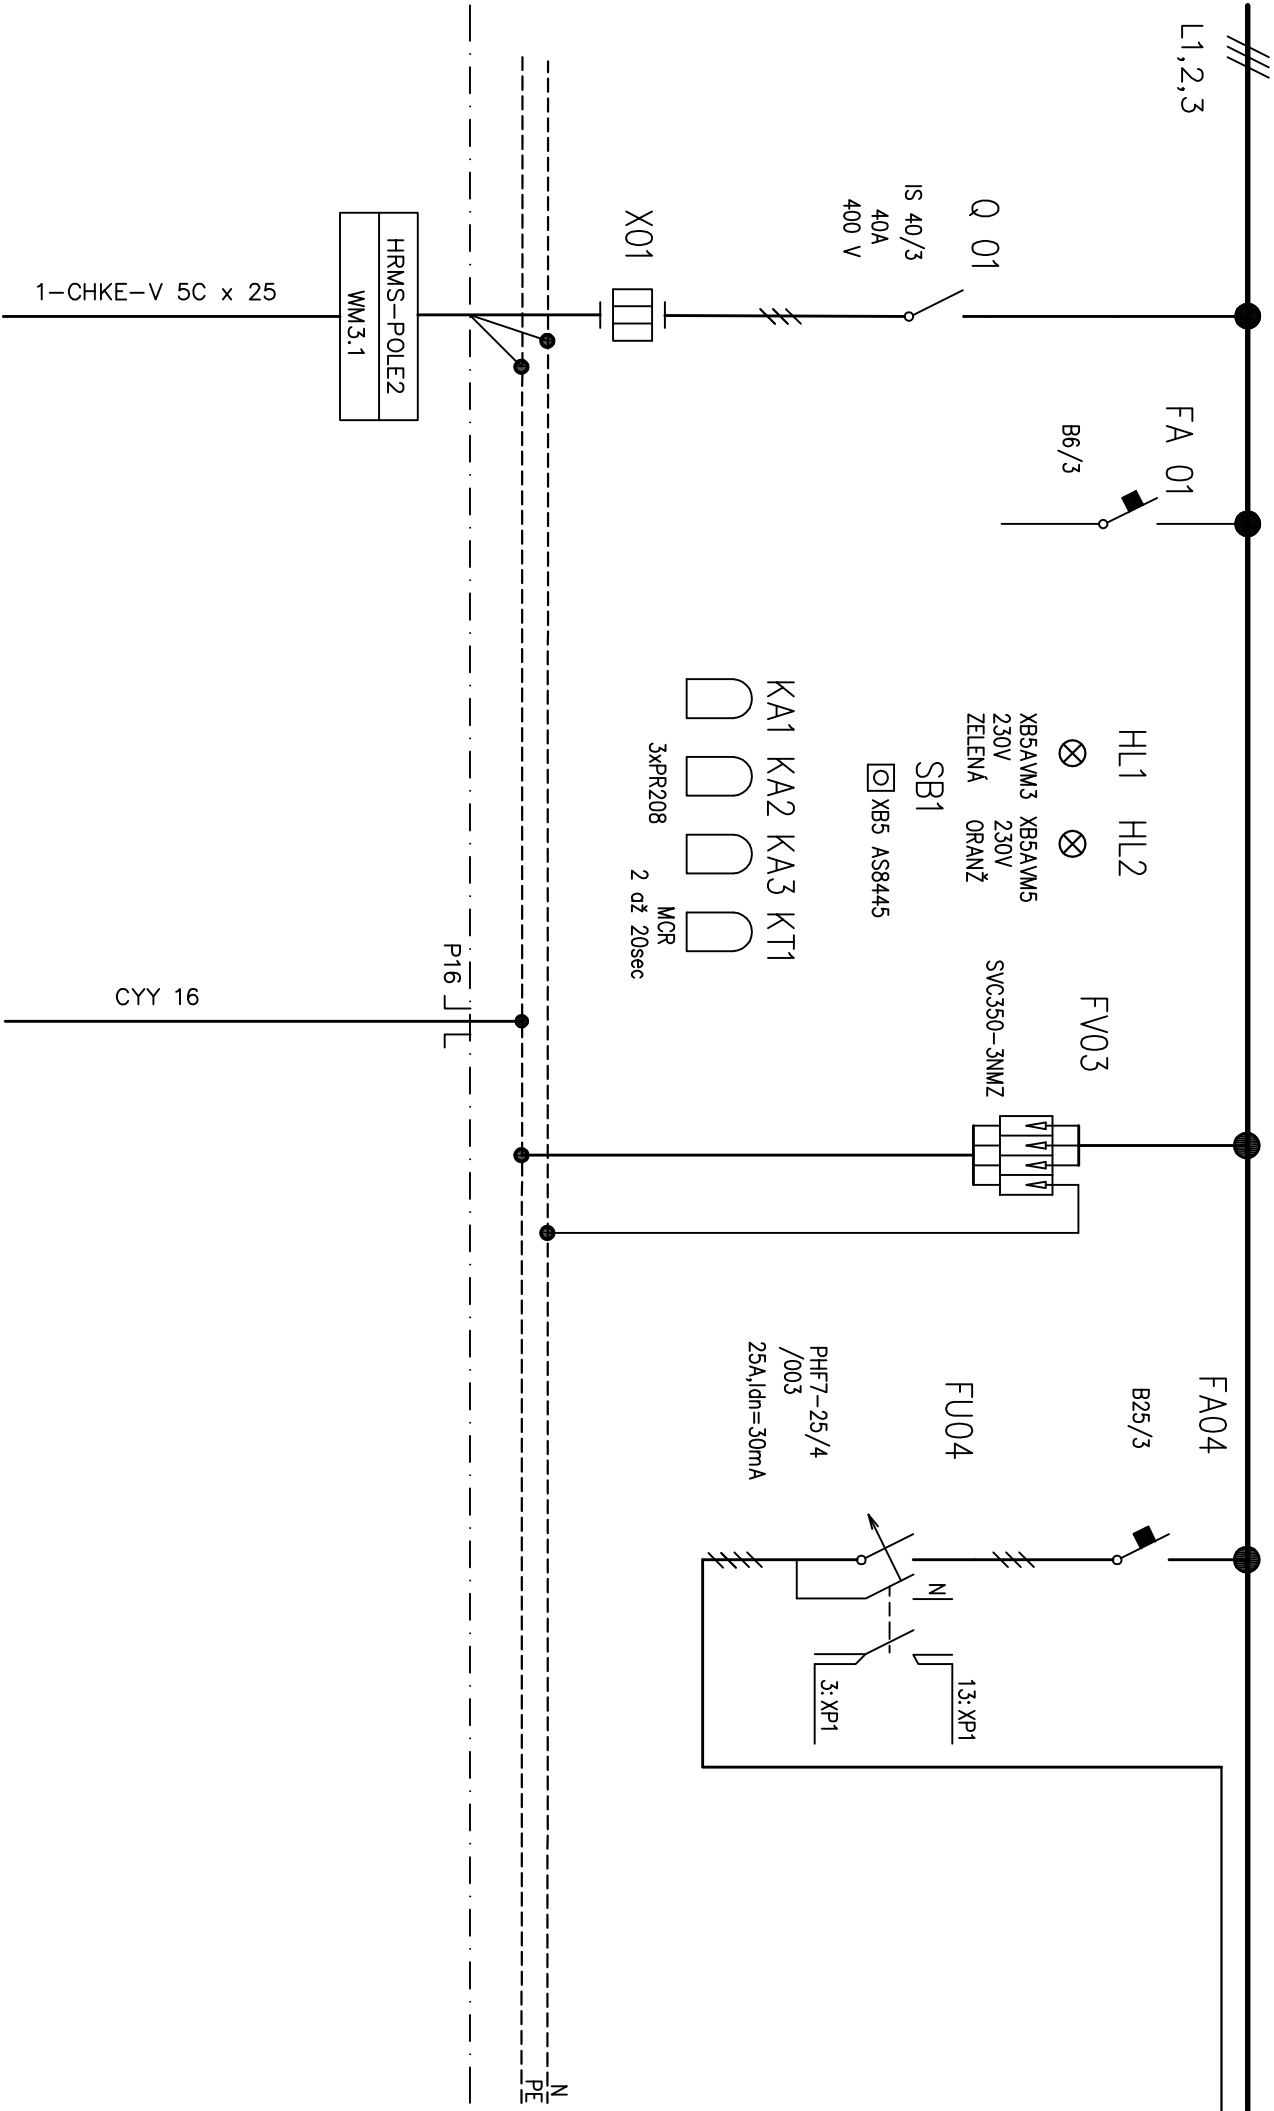 L1,2,3
Q 01
IS 40/3
40A
400 V
X01
HRMS-POLE2
WM3.1
1-CHKE-V 5C x 25
FA 01
B6/3
HL1 HL2
XB5AVM3 XB5AVM5
230V 230V
ZELENÁ ORANŽ
SB1
XB5 AS8445
KA1 KA2 KA3 KT1
3xPR208
MCR
2 až 20sec
P16
CYY 16
FV03
SVC350-3NMZ
FA04
B25/3
FU04
PHF7-25/4
/003
25A,Idn=30mA
N
13:XP1
3:XP1
N
PE